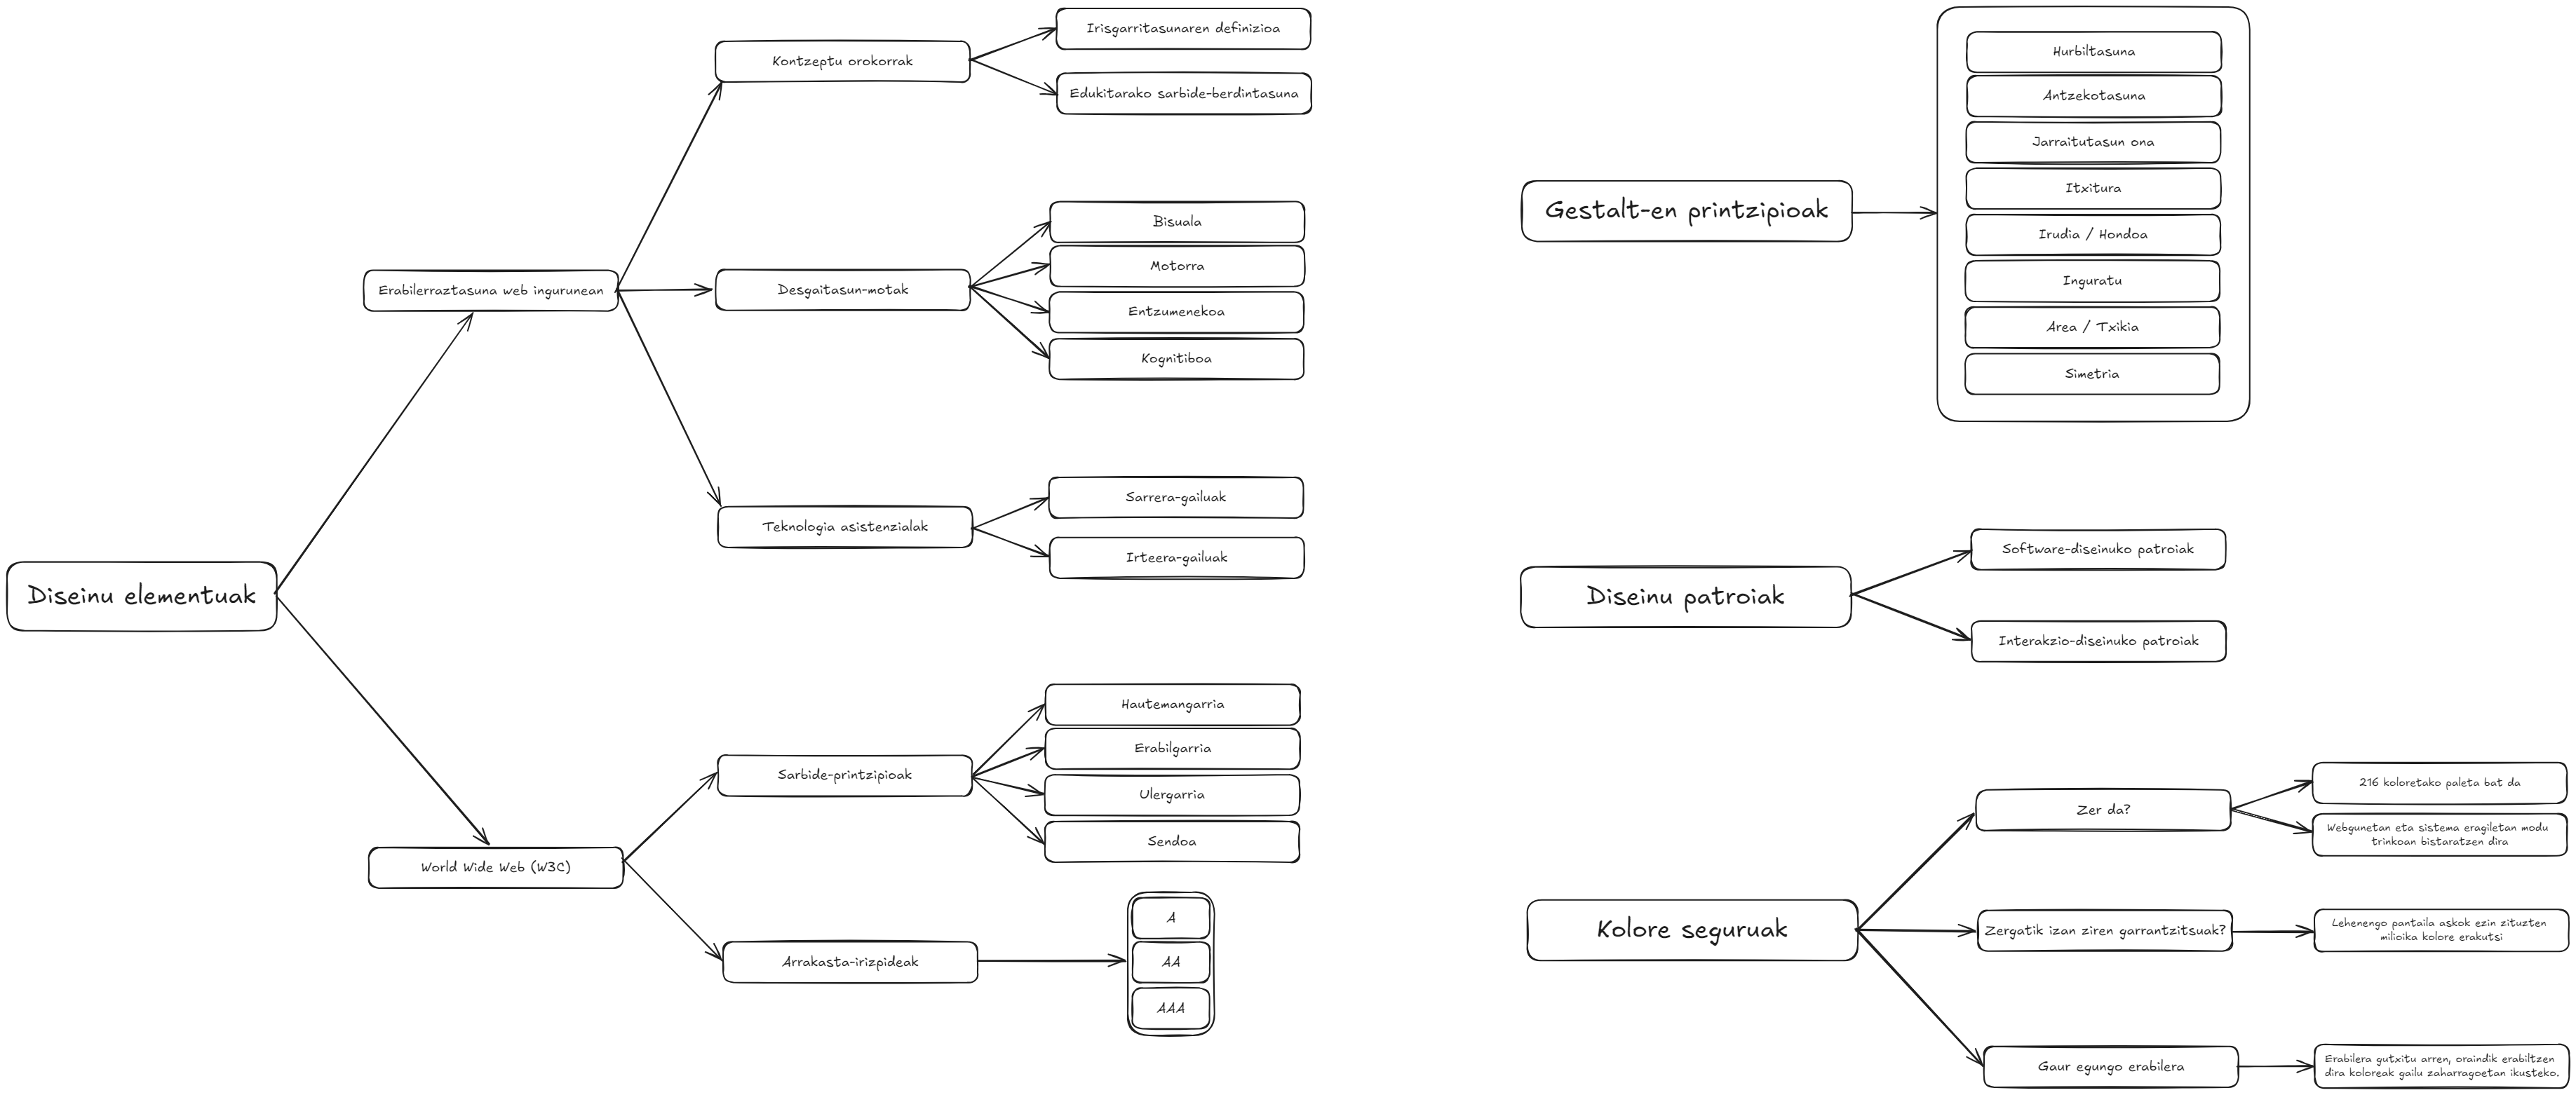 Diseinu elementuak
Erabilerraztasuna web ingurunean
Kontzeptu orokorrak
Irisgarritasunaren definizioa
Edukitarako sarbide-berdintasuna
Desgaitasun-motak
Bisuala
Motorra
Entzumenekoa
Kognitiboa
Teknologia asistenzialak
Sarrera-gailuak
Irteera-gailuak
World Wide Web (W3C)
Sarbide-printzipioak
Hautemangarria
Erabilgarria
Ulergarria
Sendoa
Arrakasta-irizpideak
A
AA
AAA
Gestalt-en printzipioak
Hurbiltasuna
Antzekotasuna
Jarraitutasun ona
Itxitura
Irudia / Hondoa
Inguratu
Area / Txikia
Simetria
Diseinu patroiak
Software-diseinuko patroiak
Interakzio-diseinuko patroiak
Kolore seguruak
Zer da?
216 koloretako paleta bat da
Webgunetan eta sistema eragiletan modu
trinkoan bistaratzen dira
Zergatik izan ziren garrantzitsuak?
Lehenengo pantaila askok ezin zituzten
milioika kolore erakutsi
Gaur egungo erabilera
Erabilera gutxitu arren, oraindik erabiltzen
dira koloreak gailu zaharragoetan ikusteko.